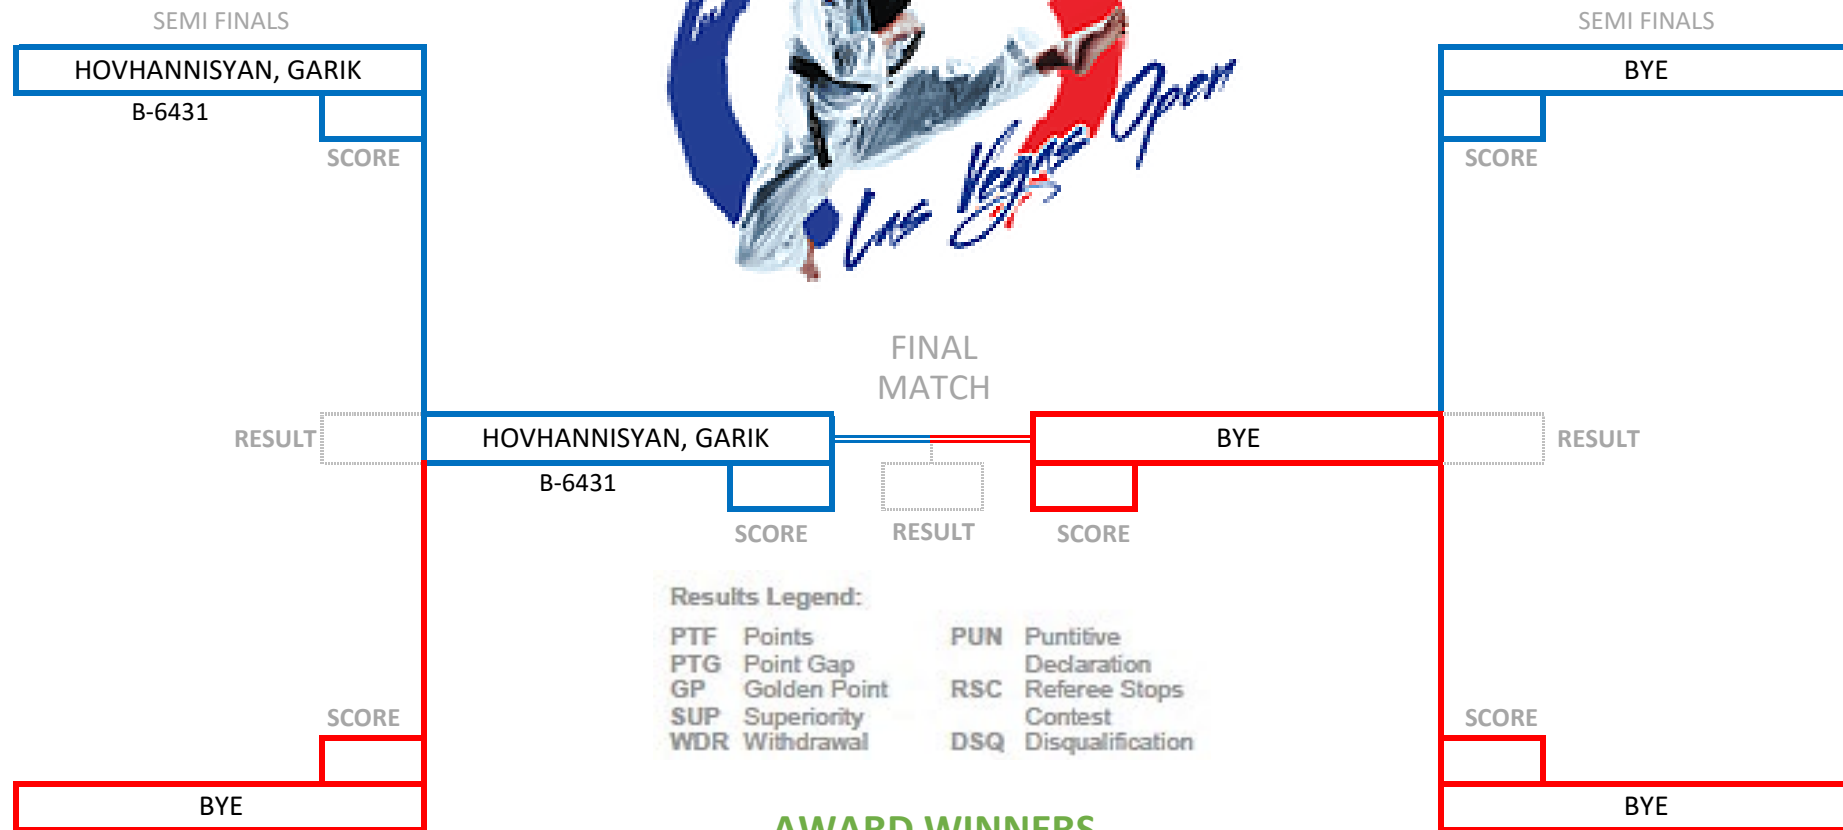 SEMI FINALS
SEMI FINALS
HOVHANNISYAN, GARIK
BYE
B-6431
SCORE
SCORE
Las Vegas Open
FINAL
MATCH
RESULT
HOVHANNISYAN, GARIK
BYE
RESULT
B-6431
SCORE
RESULT
SCORE
Results Legend:
PTF Points
PTG Point Gap
GP Golden Point
SUP Superiority
WDR Withdrawal
PUN Puntitive
Declaration
RSC Referee Stops
Contest
DSQ Disqualification
SCORE
SCORE
BYE
BYE
AWARD WINNERS